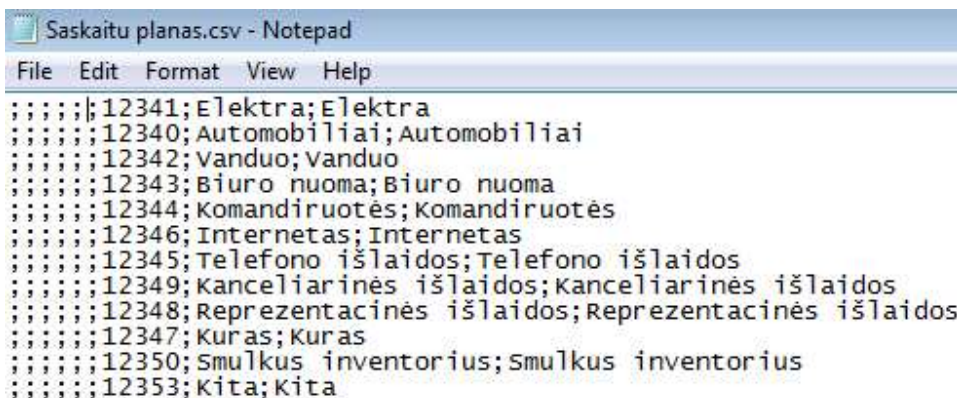 Saskaitu planas.csv - Notepad
File Edit Format View Help
;;;;;;12341;Elektra;Elektra
;;;;;;12340;Automobiliai;Automobiliai
;;;;;;12342;Vanduo;Vanduo
;;;;;;12343;Biuro nuoma;Biuro nuoma
;;;;;;12344;Komandiruotės;Komandiruotės
;;;;;;12346;Internetas;Internetas
;;;;;;12345;Telefono išlaidos;Telefono išlaidos
;;;;;;12349;Kanceliarinės išlaidos;Kanceliarinės išlaidos
;;;;;;12348;Reprezentacinės išlaidos;Reprezentacinės išlaidos
;;;;;;12347;Kuras;Kuras
;;;;;;12350;Smulkus inventorius;Smulkus inventorius
;;;;;;12353;Kita;Kita